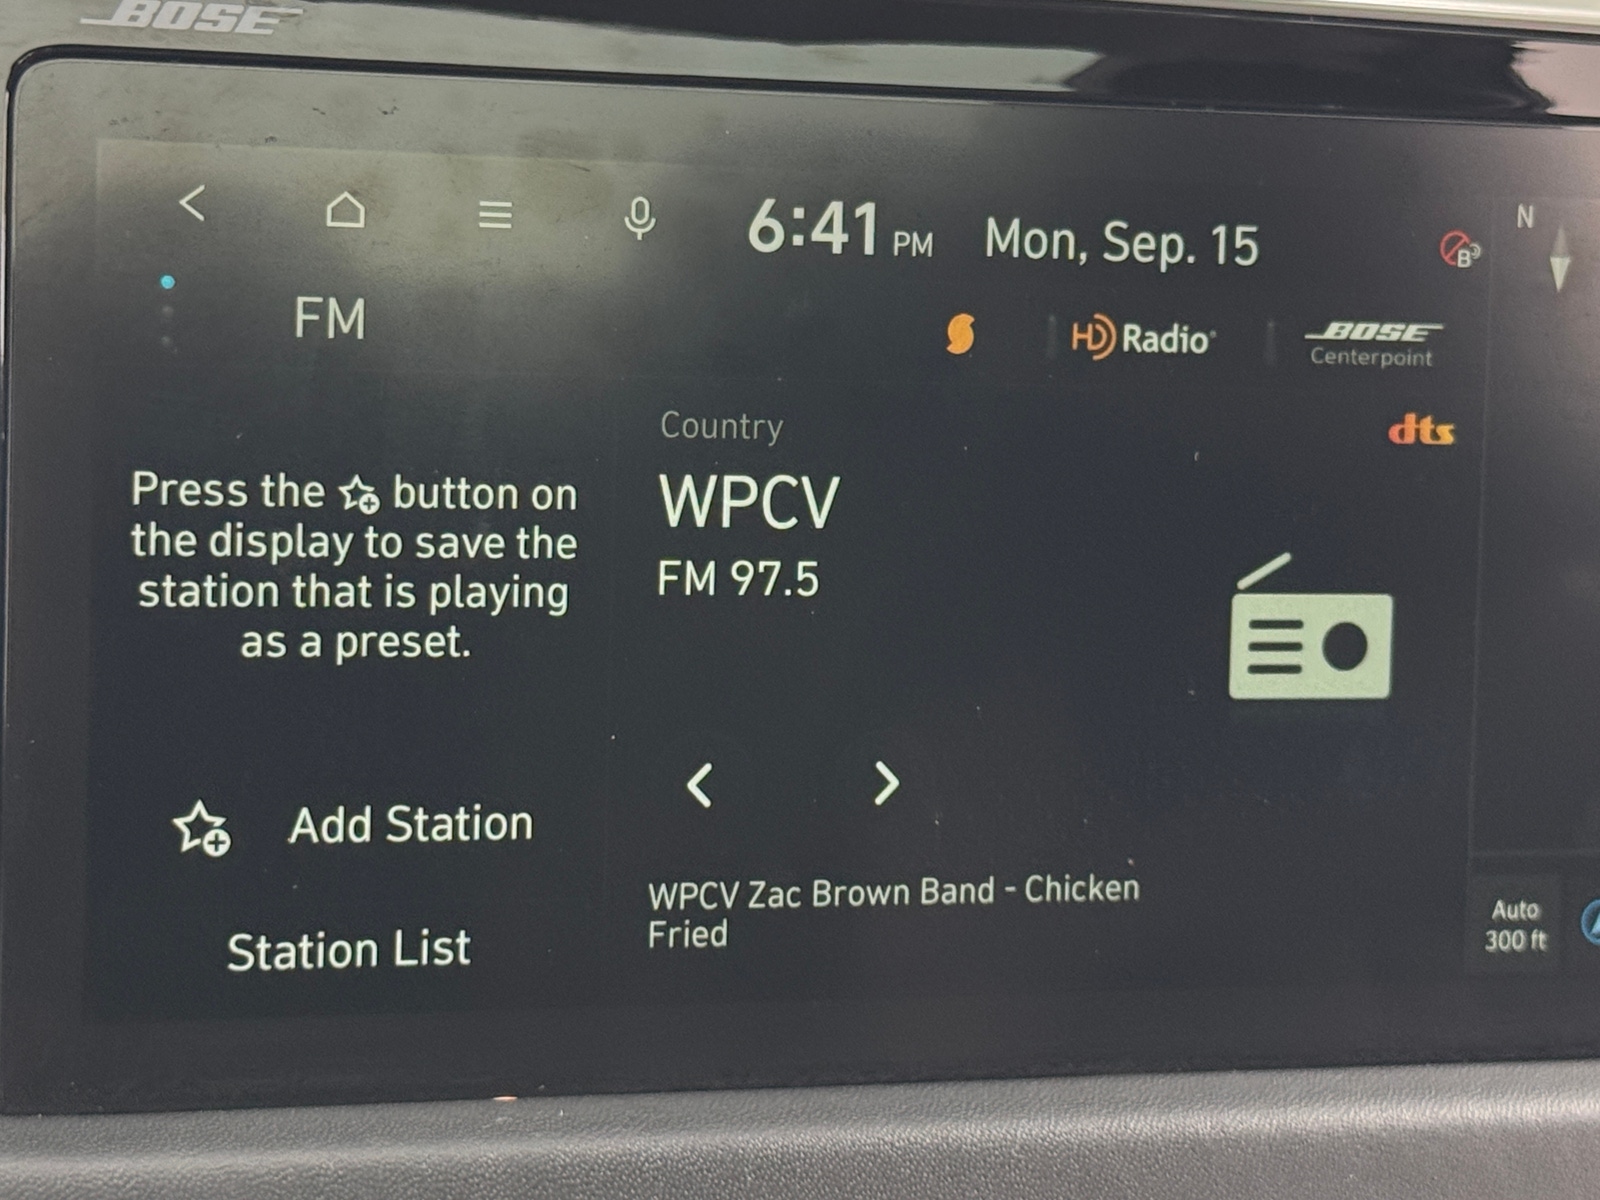 BOSE
6:41 PM Mon, Sep. 15
B
N
FM
HD Radio
BOSE
Centerpoint
dts
Country
WPCV
FM 97.5
Press the button on
the display to save the
station that is playing
as a preset.
Add Station
Station List
WPCV Zac Brown Band - Chicken
Fried
Auto
300 ft